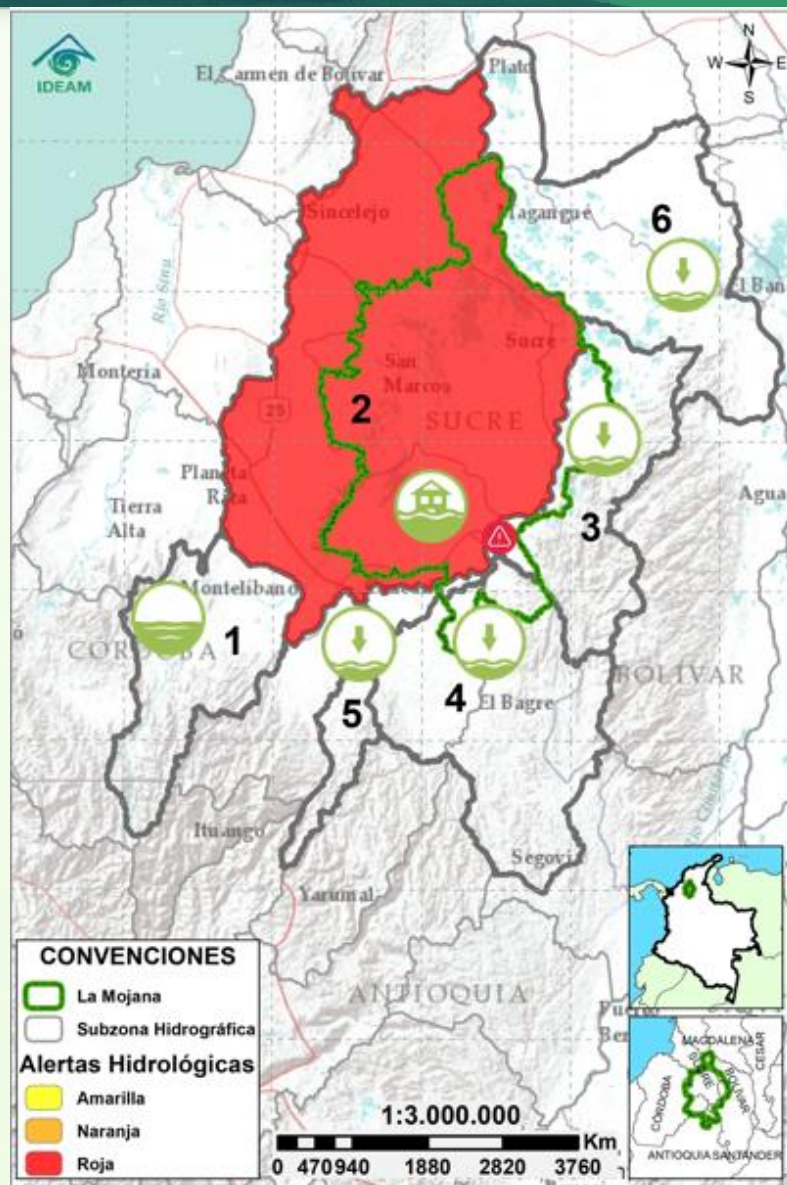 IDEAM
N
W E
S
El Carmen de Bolívar
Plato
Sincelejo
Magangué
6
El Ban
Río Sinú
Montería
San
Marcos
Sucre
25
2
SUCRE
Planeta
Rica
Tierra
Alta
Agua
3
Montelíbano
1
CÓRDOBA
5
4
El Bagre
BOLÍVAR
Ituango
Segovia
Yarumal
ANTIOQUIA
CONVENCIONES
La Mojana
Subzona Hidrográfica
Alertas Hidrológicas
Amarilla
Naranja
Roja
1:3.000.000
Km
0 470 940 1880 2820 3760
MAGDALENA
CESAR
SUCRE
BOLÍVAR
CÓRDOBA
ANTIOQUIA SANTANDER